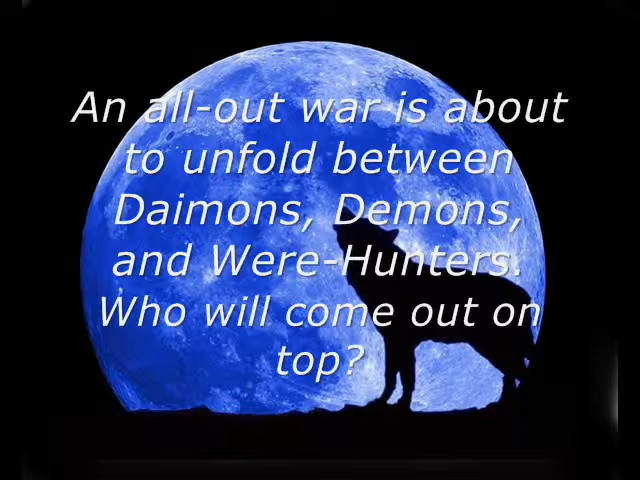 An all-out war is about
to unfold between
Daimons, Demons,
and Were-Hunters.
Who will come out on
top?